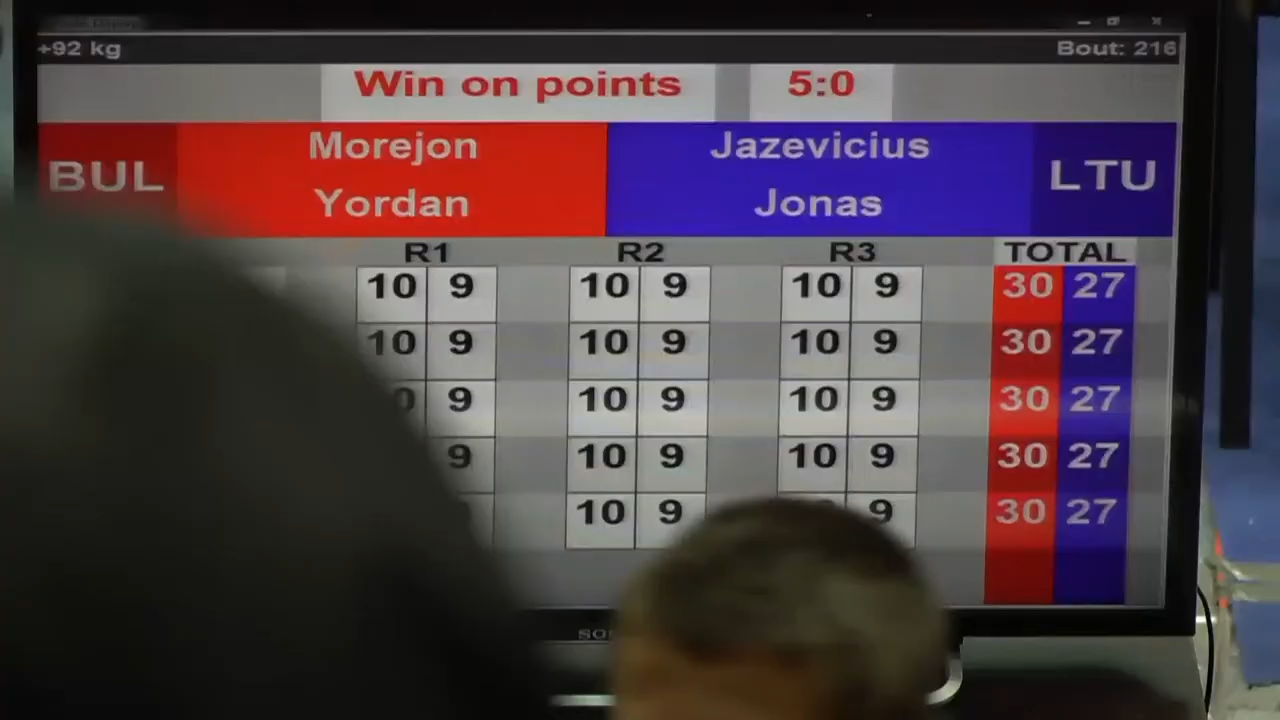 +92 kg Bout: 216
Win on points 5:0
BUL Morejon Yordan Jazevicius Jonas LTU
R1 R2 R3 TOTAL
10 9 10 9 10 9 30 27
10 9 10 9 10 9 30 27
9 10 9 10 9 30 27
9 10 9 10 9 30 27
10 9 9 30 27